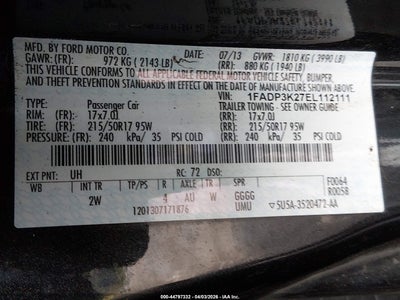 MFD. BY FORD MOTOR CO.
07/13 GVWR: 1810 KG ( 3990 LB)
GAWR: (FR): 972 KG ( 2143 LB) (RR): 880 KG ( 1940 LB)
THIS VEHICLE CONFORMS TO ALL APPLICABLE FEDERAL MOTOR VEHICLE SAFETY, BUMPER,
AND THEFT PREVENTION STANDARDS IN EFFECT ON THE DATE OF MANUFACTURE SHOWN ABOVE.
VIN: 1FADP3K27EL112111
TYPE: Passenger Car TRAILER TOWING - SEE OWNER GUIDE
RIM: (FR): 17x7.0J (RR): 17x7.0J
TIRE: (FR): 215/50R17 95W (RR): 215/50R17 95W
PRESSURE: (FR): 240 kPa/ 35 PSI COLD (RR): 240 kPa/ 35 PSI COLD
EXT PNT: UH RC: 72 DSO: F0064
WB INT TR TP/PS R AXLE TR SPR R0058
2W 4 AU W GGGG
1201307171876 UMU SU5A-3520472-AA
ID: 44797332 - 04/03/2026 - IAA